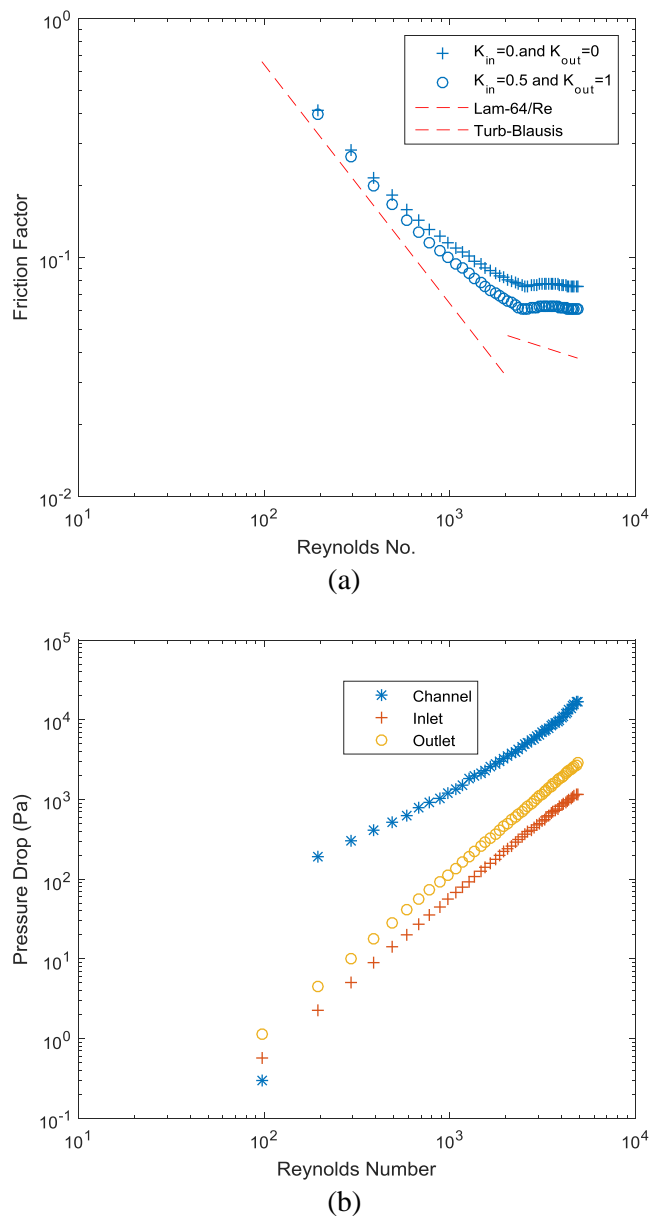 10^0
10^-1
10^-2
Friction Factor
K_in=0.and K_out=0
K_in=0.5 and K_out=1
Lam-64/Re
Turb-Blausis
10^1 10^2 10^3 10^4
Reynolds No.
(a)
10^5
10^4
10^3
10^2
10^1
10^0
10^-1
Pressure Drop (Pa)
Channel
Inlet
Outlet
10^1 10^2 10^3 10^4
Reynolds Number
(b)